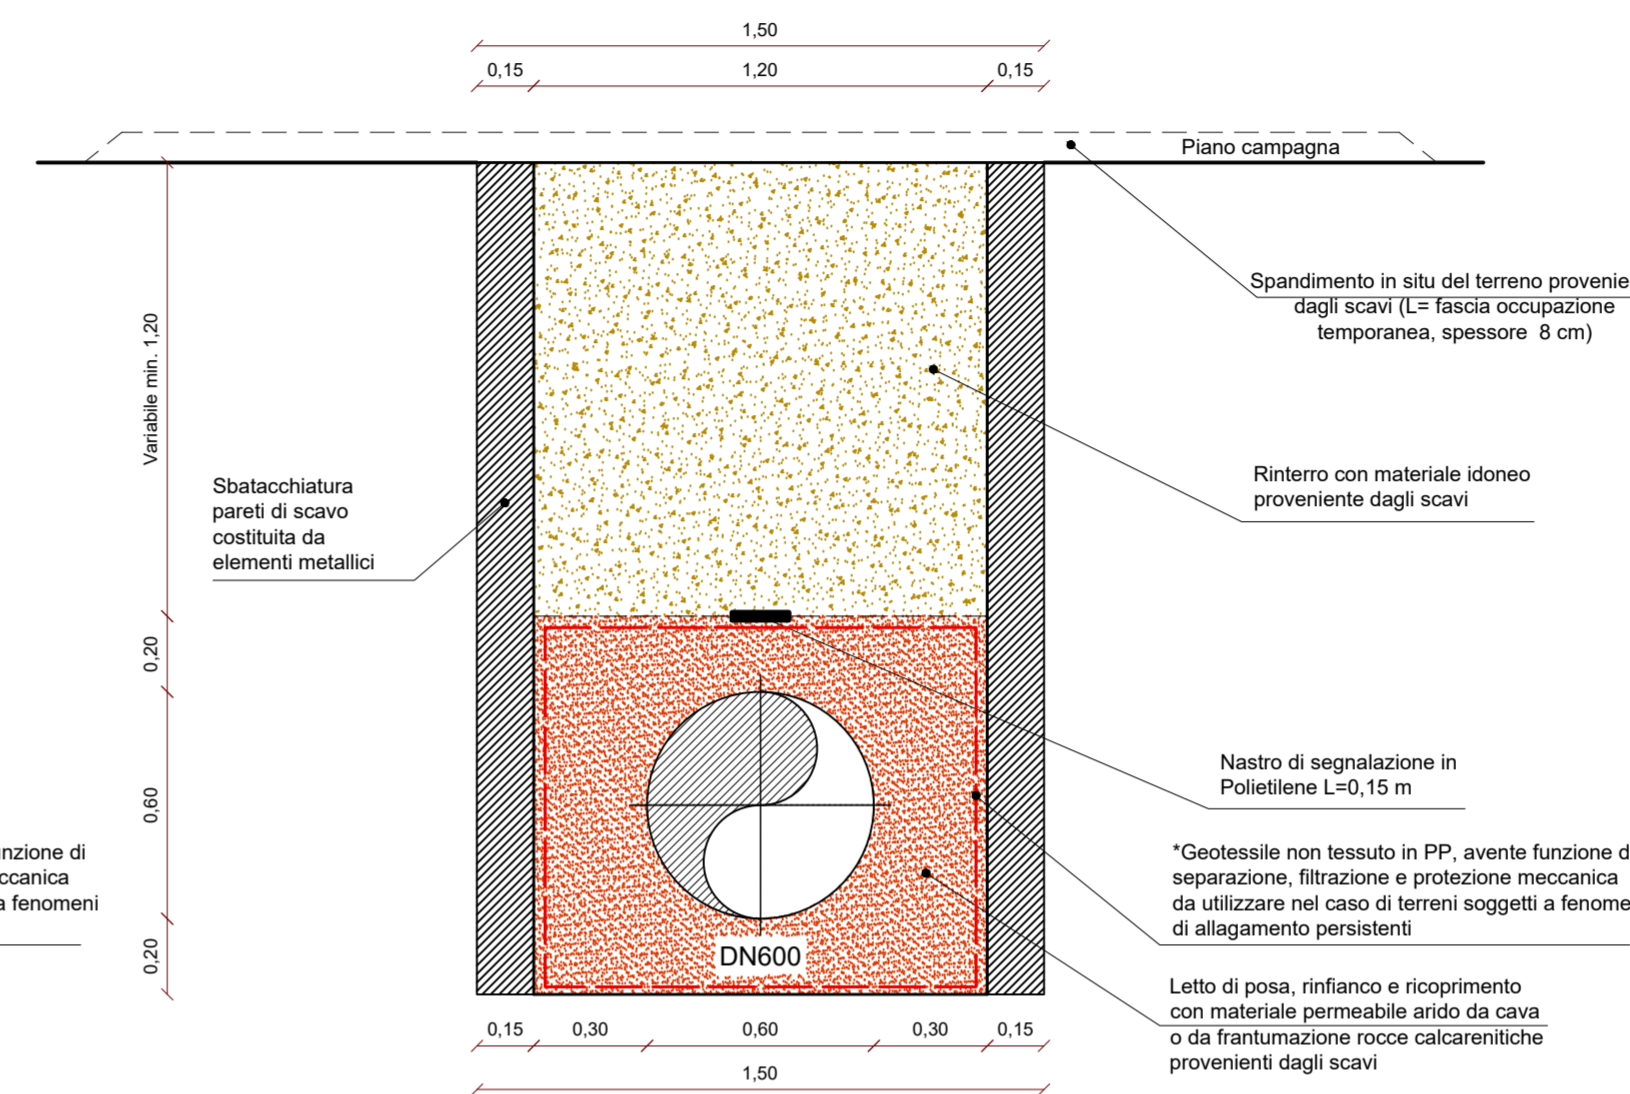 1,50
0,15
1,20
0,15
Piano campagna
Spandimento in situ del terreno provenie
dagli scavi (L= fascia occupazione
temporanea, spessore 8 cm)
Variabile min. 1,20
Rinterro con materiale idoneo
proveniente dagli scavi
Sbatacchiatura
pareti di scavo
costituita da
elementi metallici
0,20
0,60
0,20
Nastro di segnalazione in
Polietilene L=0,15 m
unzione di
ccanica
a fenomeni
*Geotessile non tessuto in PP, avente funzione d
separazione, filtrazione e protezione meccanica
da utilizzare nel caso di terreni soggetti a fenome
di allagamento persistenti
DN600
Letto di posa, rinfianco e ricoprimento
con materiale permeabile arido da cava
o da frantumazione rocce calcarenitiche
provenienti dagli scavi
0,15
0,30
0,60
0,30
0,15
1,50